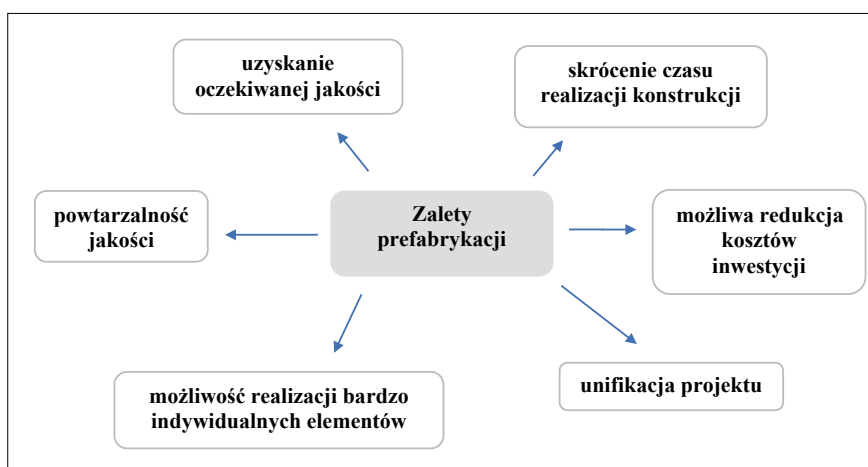 uzyskanie
oczekiwanej jakości
skrócenie czasu
realizacji konstrukcji
powtarzalność
jakości
Zalety
prefabrykacji
możliwa redukcja
kosztów
inwestycji
możliwość realizacji bardzo
indywidualnych elementów
unifikacja projektu